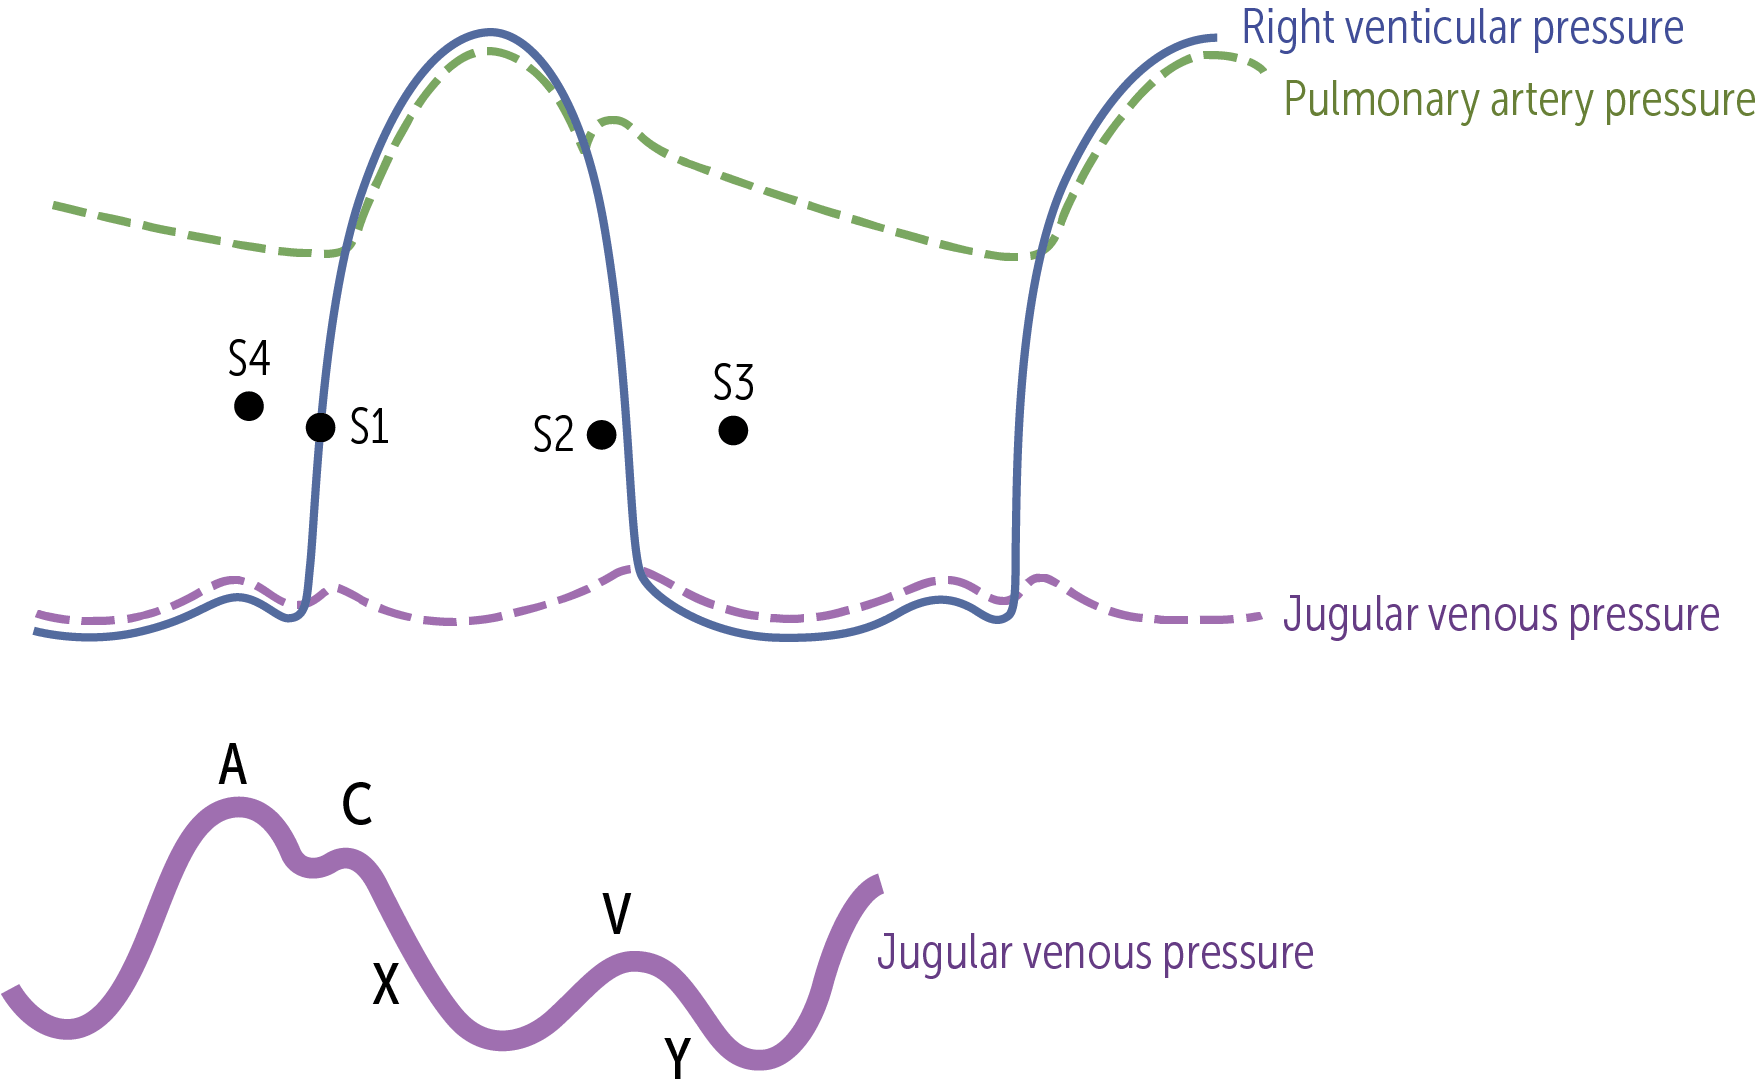 Right venticular pressure
Pulmonary artery pressure
S4
S1
S2
S3
Jugular venous pressure
A
C
X
V
Y
Jugular venous pressure